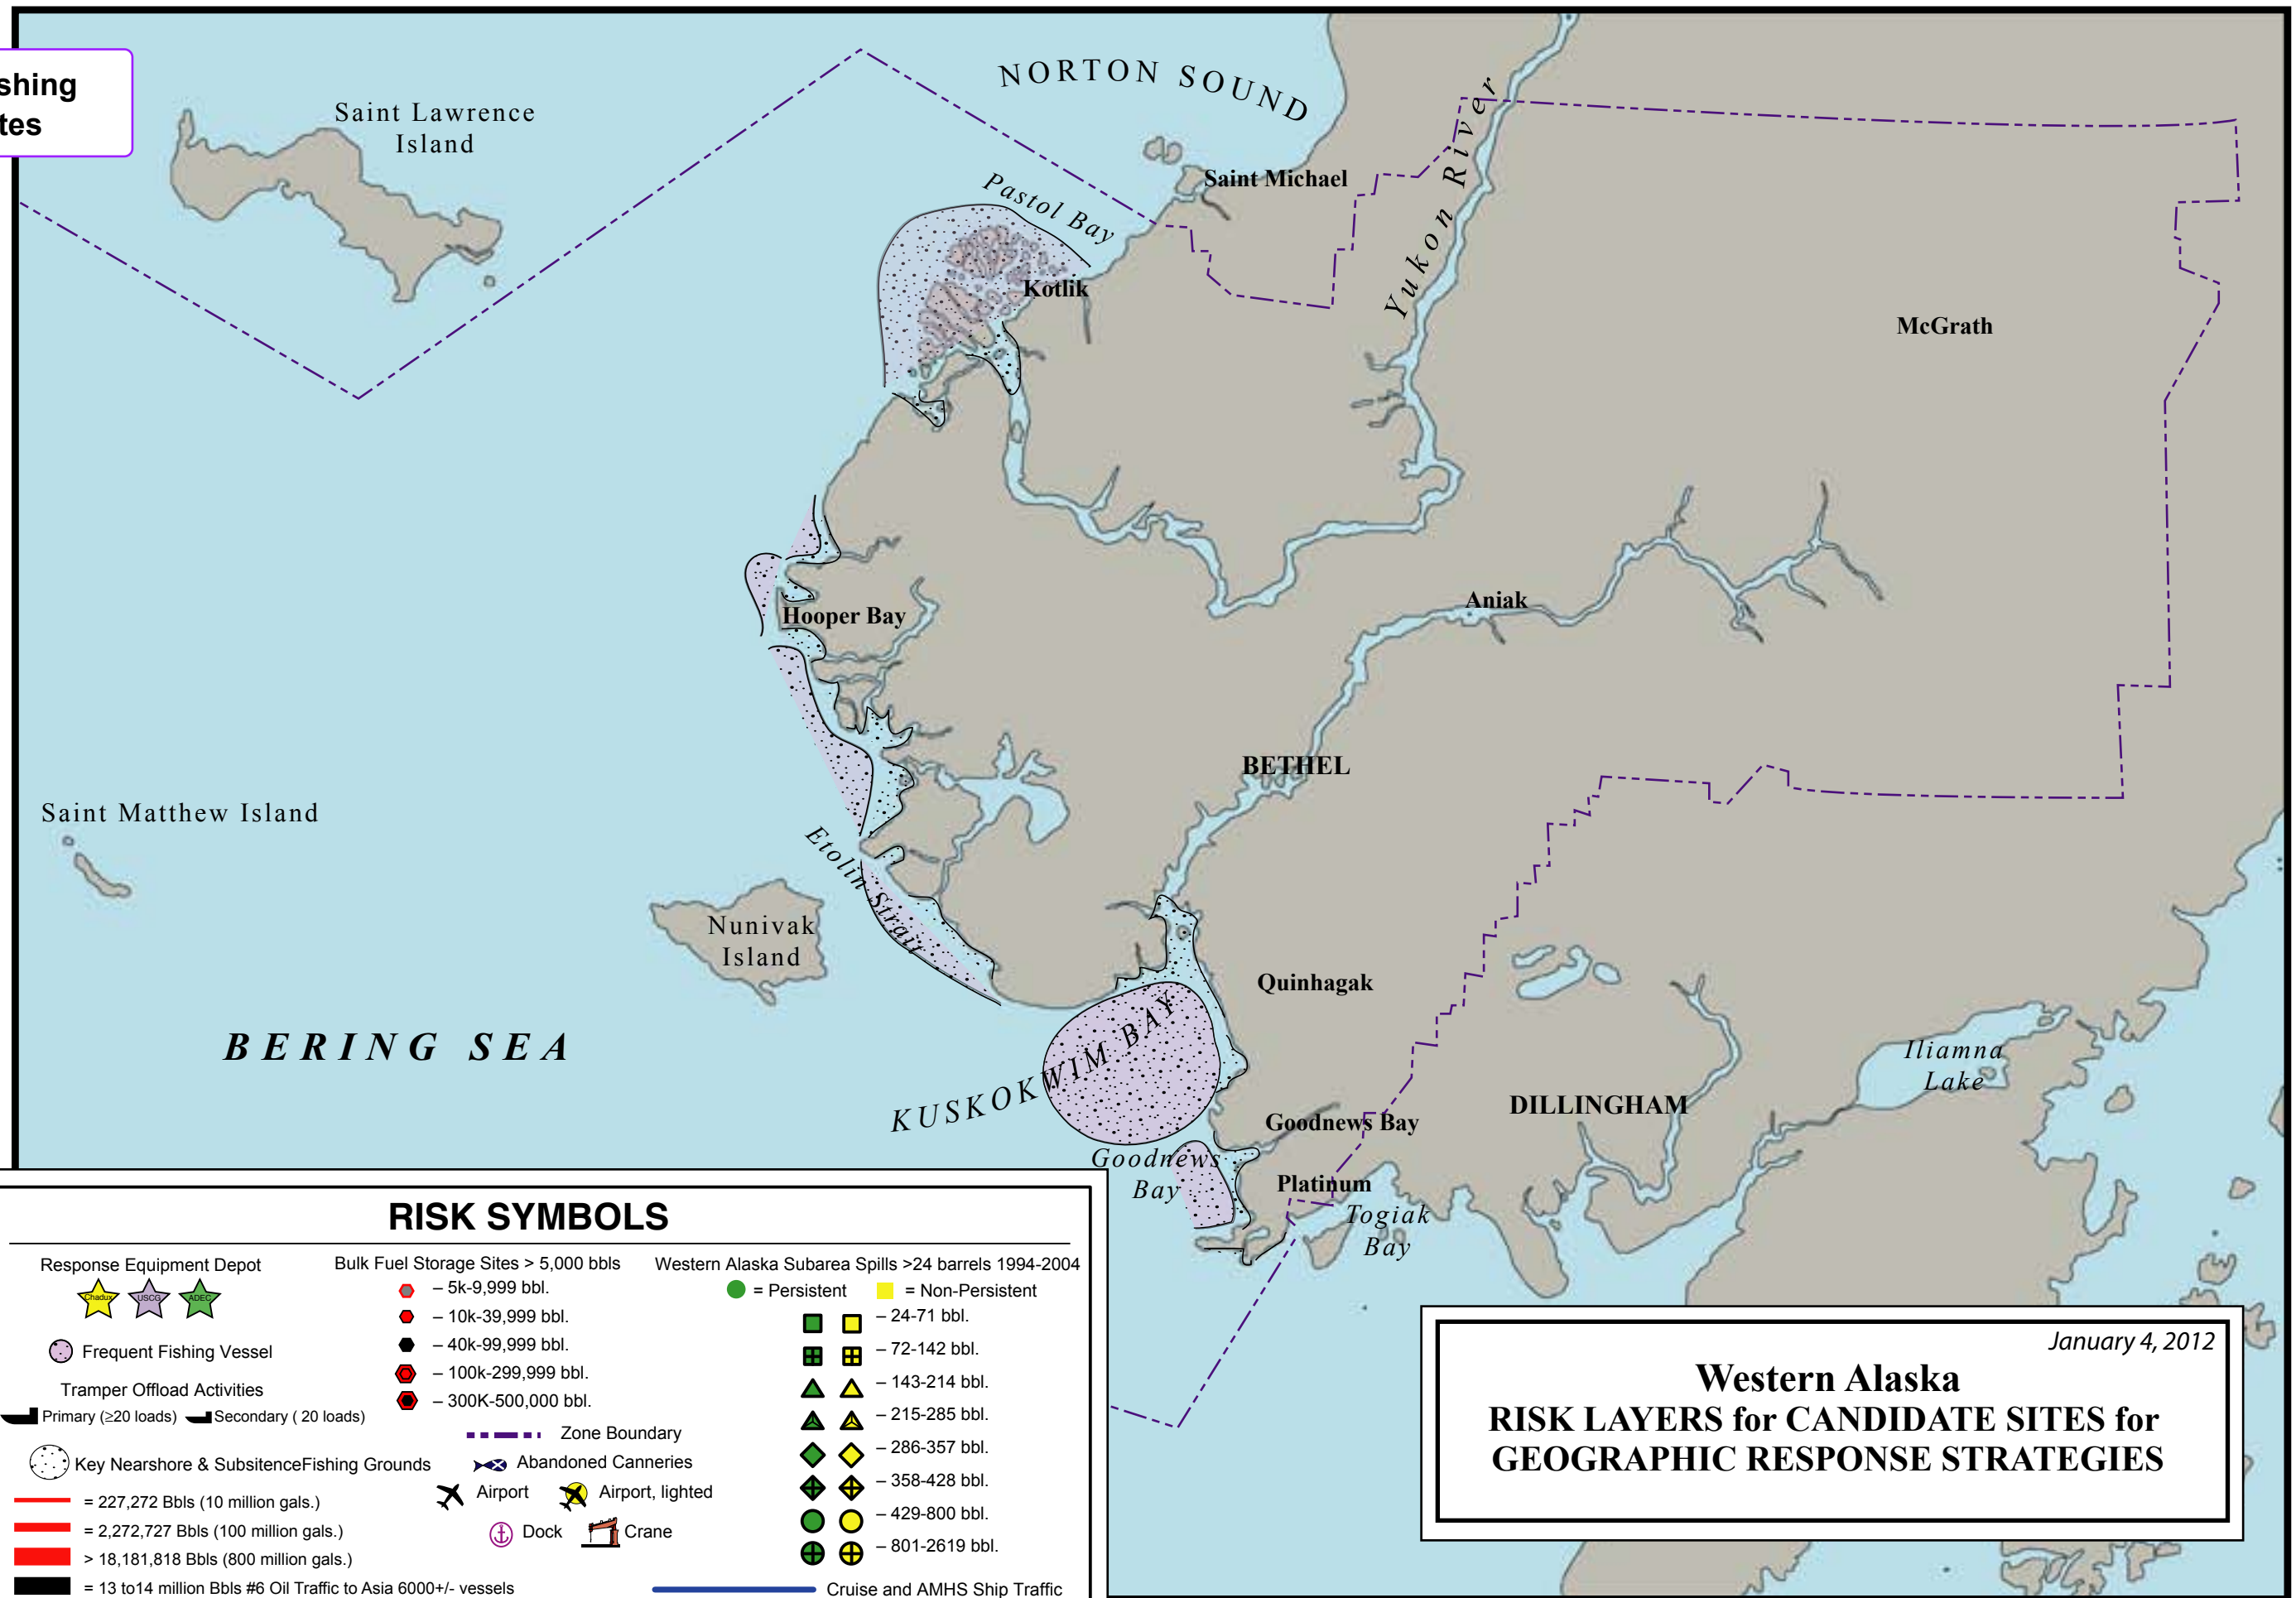 shing
tes
NORTON SOUND
Saint Lawrence
Island
Saint Michael
Yukon River
Pastol Bay
Kotlik
McGrath
Hooper Bay
Aniak
BETHEL
Saint Matthew Island
Etolin Strait
Nunivak
Island
Quinhagak
BERING SEA
KUSKOKWIM BAY
Iliamna
Lake
DILLINGHAM
Goodnews Bay
Goodnews
Bay
Platinum
Togiak
Bay
RISK SYMBOLS
Response Equipment Depot
Chadux
USCG
ADEC
Frequent Fishing Vessel
Tramper Offload Activities
Primary (≥20 loads)
Secondary ( 20 loads)
Key Nearshore & SubsitenceFishing Grounds
= 227,272 Bbls (10 million gals.)
= 2,272,727 Bbls (100 million gals.)
> 18,181,818 Bbls (800 million gals.)
= 13 to14 million Bbls #6 Oil Traffic to Asia 6000+/- vessels
Bulk Fuel Storage Sites > 5,000 bbls
– 5k-9,999 bbl.
– 10k-39,999 bbl.
– 40k-99,999 bbl.
– 100k-299,999 bbl.
– 300K-500,000 bbl.
Zone Boundary
Abandoned Canneries
Airport
Airport, lighted
Dock
Crane
Western Alaska Subarea Spills >24 barrels 1994-2004
= Persistent
= Non-Persistent
– 24-71 bbl.
– 72-142 bbl.
– 143-214 bbl.
– 215-285 bbl.
– 286-357 bbl.
– 358-428 bbl.
– 429-800 bbl.
– 801-2619 bbl.
Cruise and AMHS Ship Traffic
January 4, 2012
Western Alaska
RISK LAYERS for CANDIDATE SITES for
GEOGRAPHIC RESPONSE STRATEGIES